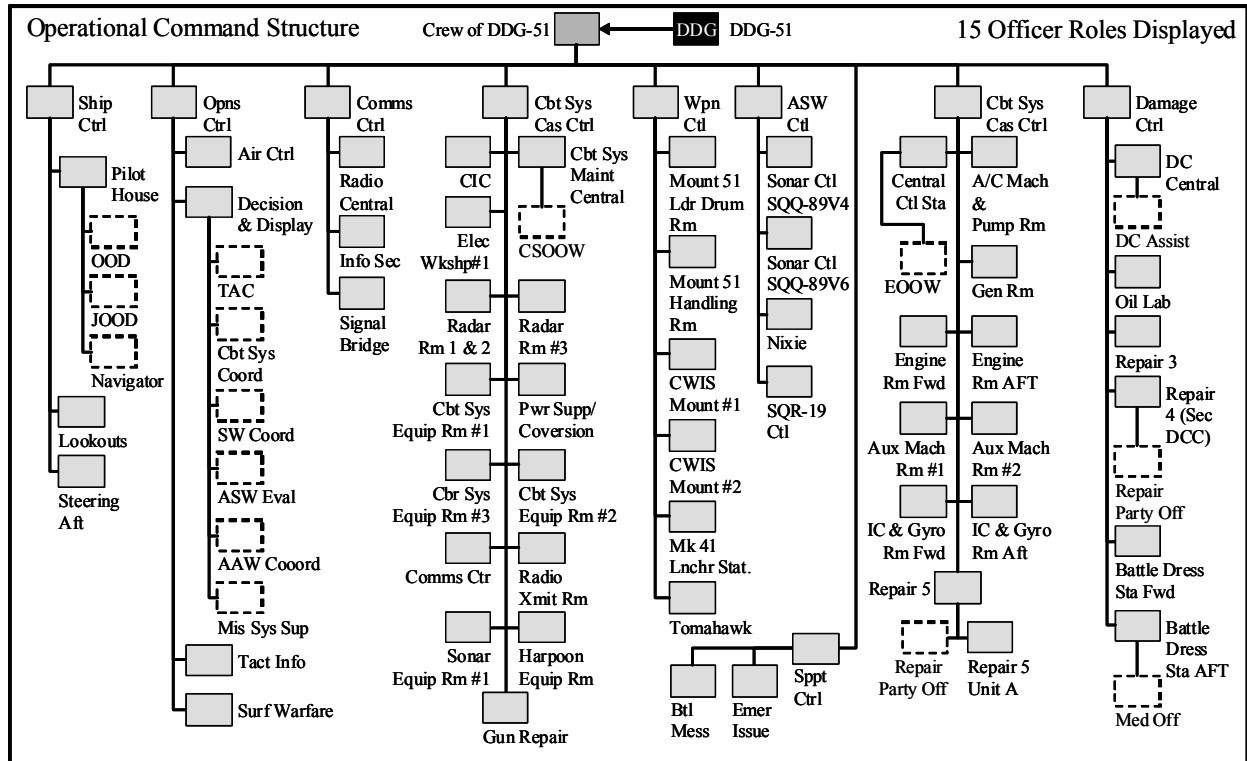 Operational Command Structure
Crew of DDG-51
DDG
DDG-51
15 Officer Roles Displayed
Ship
Ctrl
Pilot
House
OOD
JOOD
Navigator
Lookouts
Steering
Aft
Opns
Ctrl
Air Ctrl
Decision
& Display
TAC
Cbt Sys
Coord
SW Coord
ASW Eval
AAW Cooord
Mis Sys Sup
Tact Info
Surf Warfare
Comms
Ctrl
Radio
Central
Info Sec
Signal
Bridge
Cbt Sys
Cas Ctrl
CIC
Cbt Sys
Maint
Central
CSOOW
Elec
Wkshp#1
Radar
Rm 1 & 2
Radar
Rm #3
Cbt Sys
Equip Rm #1
Pwr Supp/
Coversion
Cbr Sys
Equip Rm #3
Cbt Sys
Equip Rm #2
Comms Ctr
Radio
Xmit Rm
Sonar
Equip Rm #1
Harpoon
Equip Rm
Gun Repair
Wpn
Ctl
Mount 51
Ldr Drum
Rm
Mount 51
Handling
Rm
CWIS
Mount #1
CWIS
Mount #2
Mk 41
Lnchr Stat.
Tomahawk
ASW
Ctl
Sonar Ctl
SQQ-89V4
Sonar Ctl
SQQ-89V6
Nixie
SQR-19
Ctl
Sppt
Ctrl
Btl
Mess
Emer
Issue
Cbt Sys
Cas Ctrl
Central
Ctl Sta
EOOW
A/C Mach
&
Pump Rm
Gen Rm
Engine
Rm Fwd
Engine
Rm AFT
Aux Mach
Rm #1
Aux Mach
Rm #2
IC & Gyro
Rm Fwd
IC & Gyro
Rm Aft
Repair 5
Repair
Party Off
Repair 5
Unit A
Damage
Ctrl
DC
Central
DC Assist
Oil Lab
Repair 3
Repair
4 (Sec
DCC)
Repair
Party Off
Battle Dress
Sta Fwd
Battle
Dress
Sta AFT
Med Off